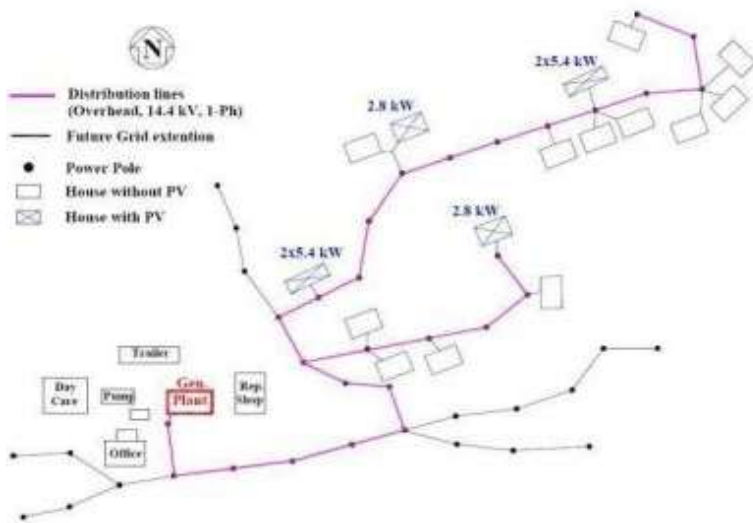 N
Distribution lines
(Overhead, 14.4 kV, 1-Ph)
Future Grid extention
Power Pole
House without PV
House with PV
2x5.4 kW
2.8 kW
2.8 kW
2x5.4 kW
Trailer
Gen.
Plant
Day
Care
Pump
Rep.
Shop
Office